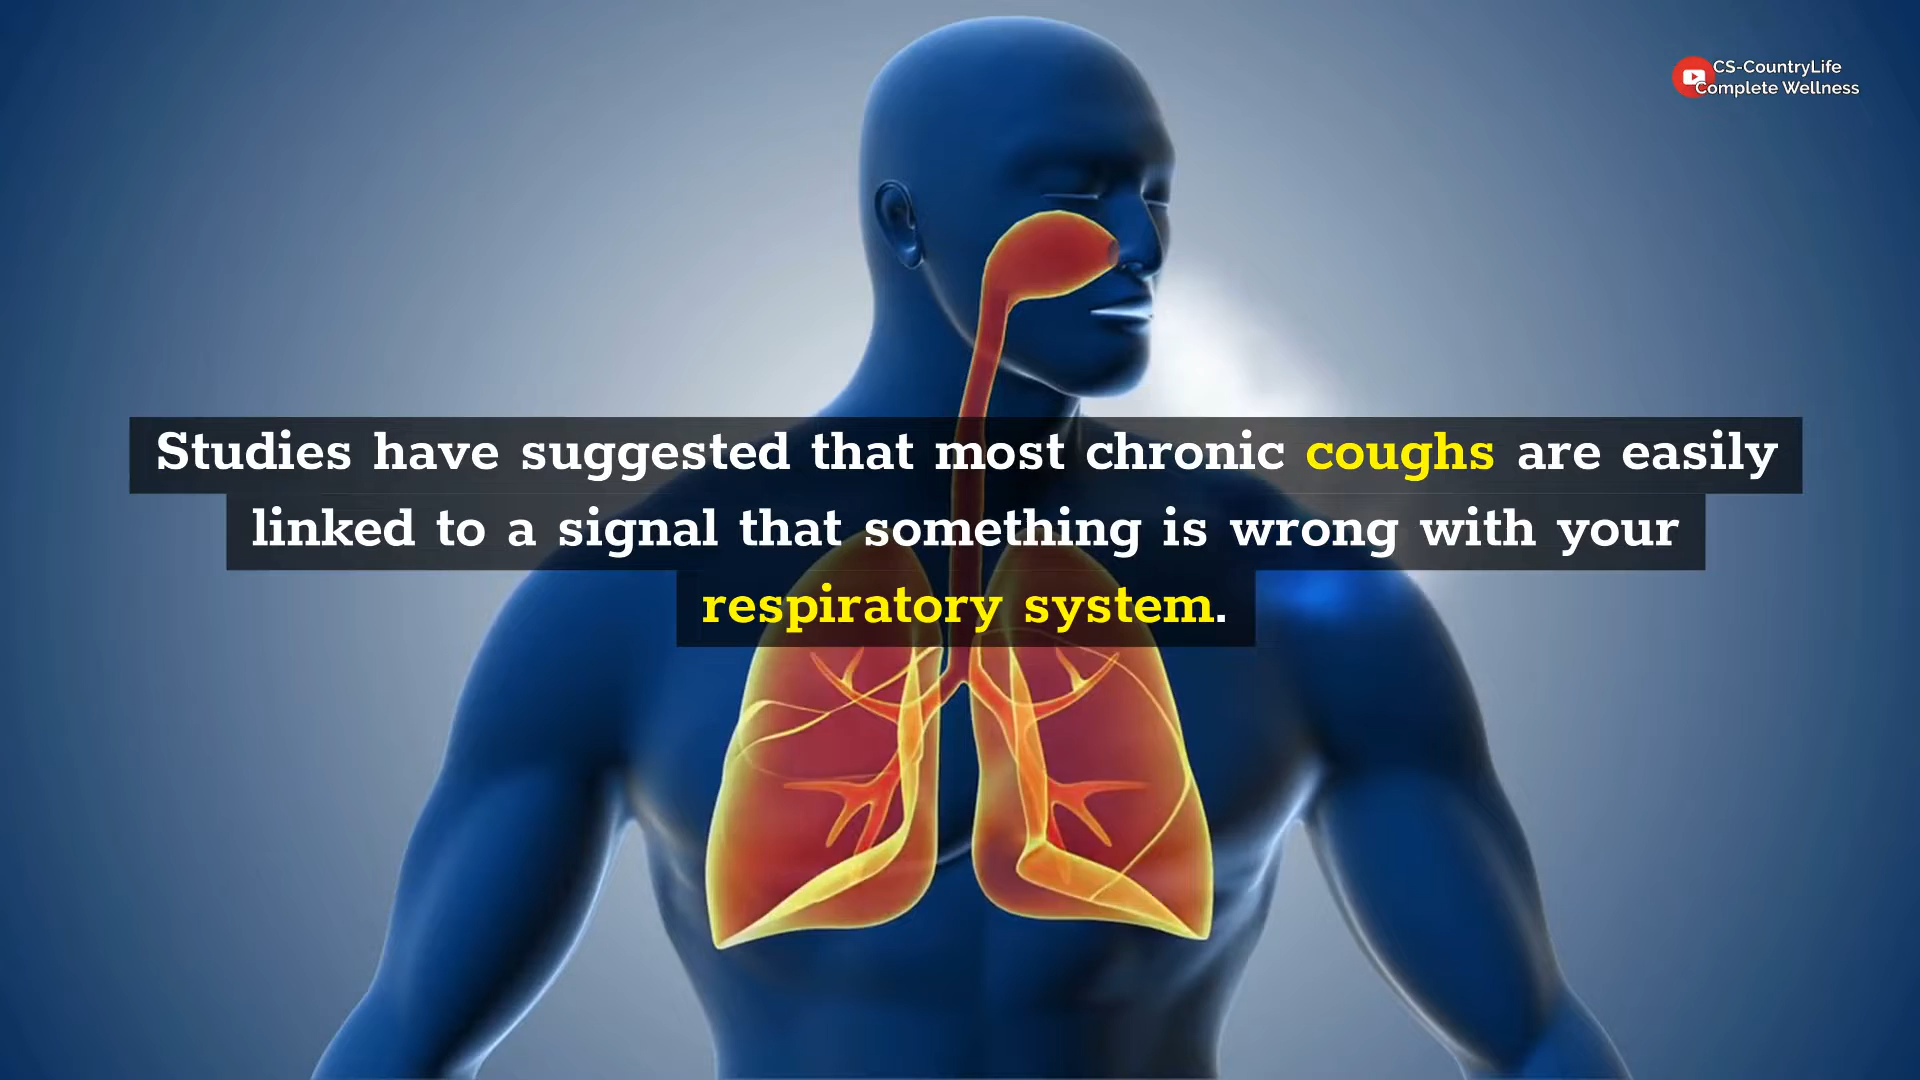 CS-CountryLife
Complete Wellness
Studies have suggested that most chronic coughs are easily
linked to a signal that something is wrong with your
respiratory system.